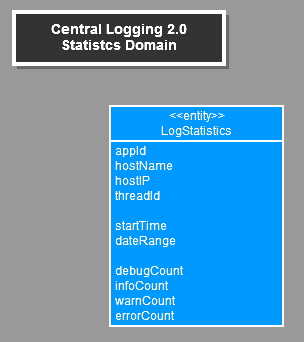 Central Logging 2.0
Statistcs Domain
<<entity>>
LogStatistics
appId
hostName
hostIP
threadId
startTime
dateRange
debugCount
infoCount
warnCount
errorCount